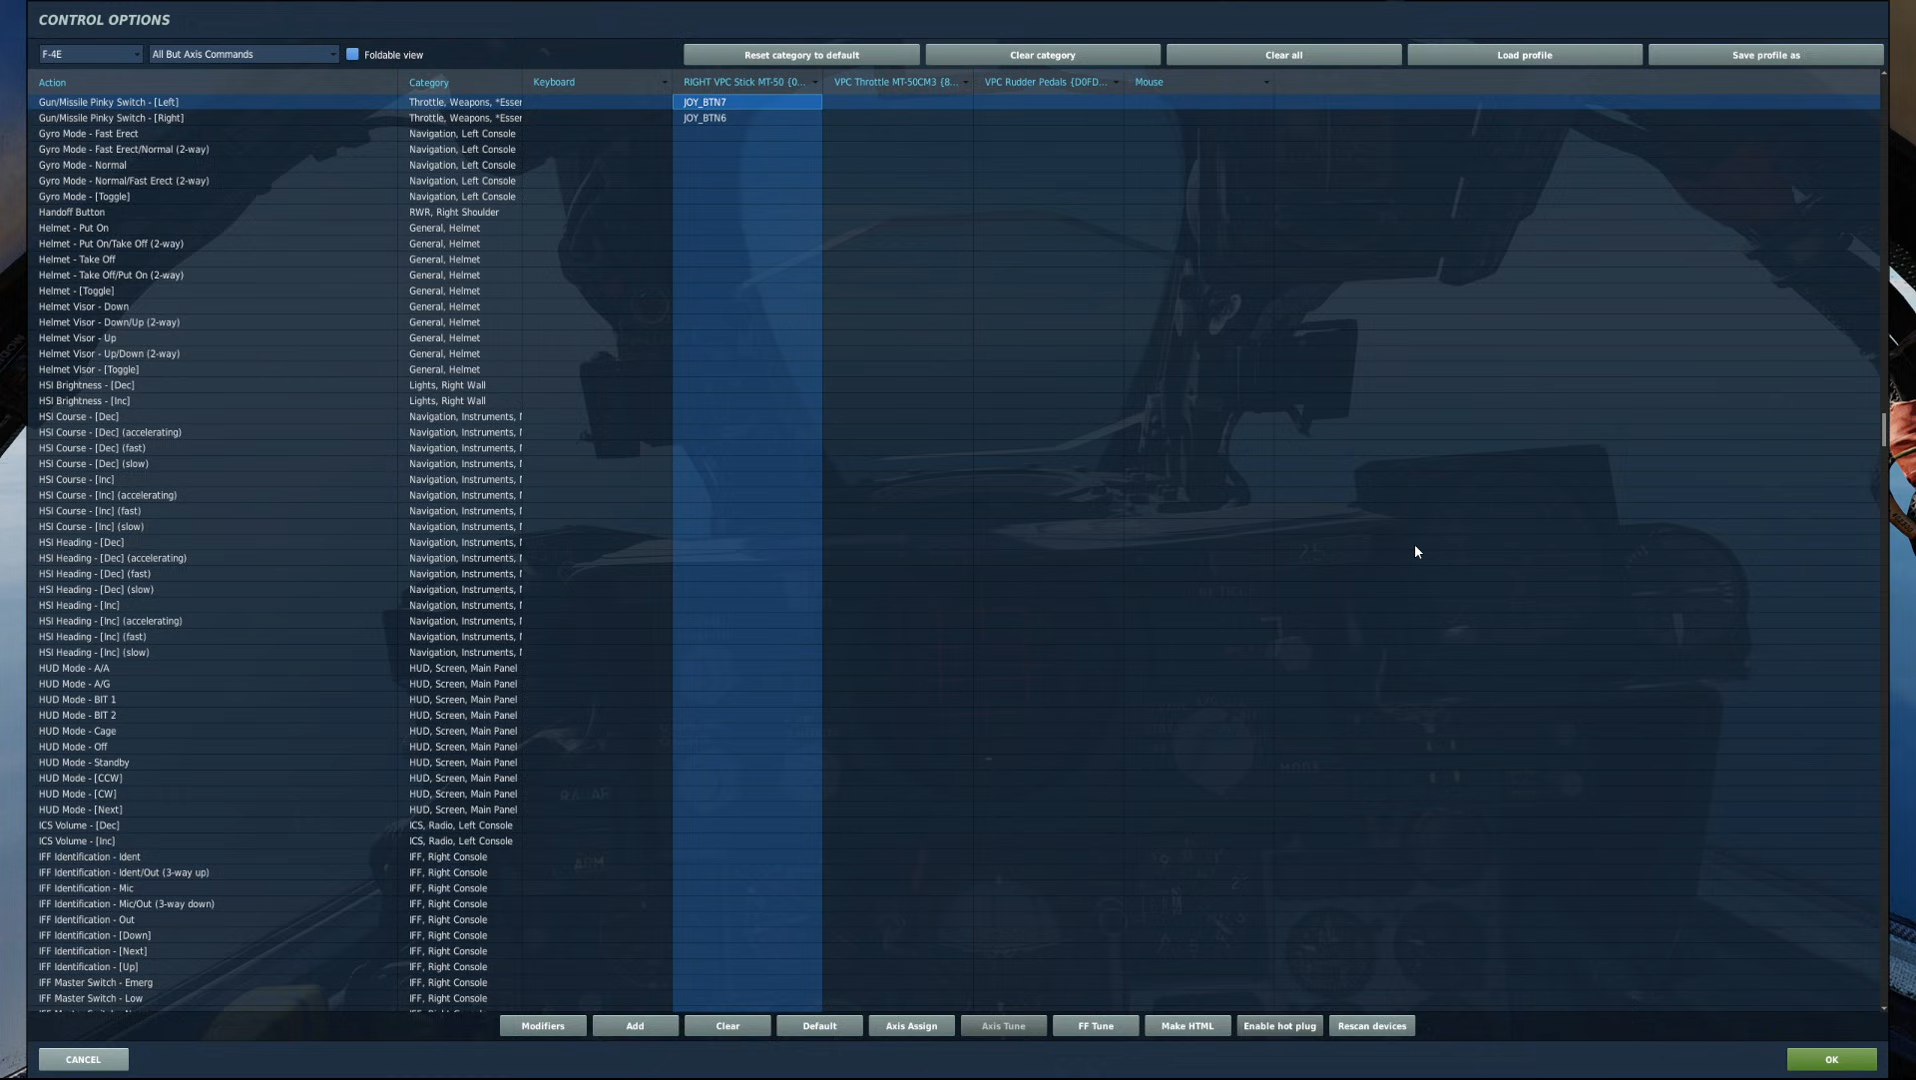 CONTROL OPTIONS
F-4E All But Axis Commands Foldable view Reset category to default Clear category Clear all Load profile Save profile as
Action Category Keyboard RIGHT VPC Stick MT-50 {0... VPC Throttle MT-50CM3 {8... VPC Rudder Pedals {D0FD... Mouse
Gun/Missile Pinky Switch - [Left] Throttle, Weapons, *Esser JOY_BTN7
Gun/Missile Pinky Switch - [Right] Throttle, Weapons, *Esser JOY_BTN6
Gyro Mode - Fast Erect Navigation, Left Console
Gyro Mode - Fast Erect/Normal (2-way) Navigation, Left Console
Gyro Mode - Normal Navigation, Left Console
Gyro Mode - Normal/Fast Erect (2-way) Navigation, Left Console
Gyro Mode - [Toggle] Navigation, Left Console
Handoff Button RWR, Right Shoulder
Helmet - Put On General, Helmet
Helmet - Put On/Take Off (2-way) General, Helmet
Helmet - Take Off General, Helmet
Helmet - Take Off/Put On (2-way) General, Helmet
Helmet - [Toggle] General, Helmet
Helmet Visor - Down General, Helmet
Helmet Visor - Down/Up (2-way) General, Helmet
Helmet Visor - Up General, Helmet
Helmet Visor - Up/Down (2-way) General, Helmet
Helmet Visor - [Toggle] General, Helmet
HSI Brightness - [Dec] Lights, Right Wall
HSI Brightness - [Inc] Lights, Right Wall
HSI Course - [Dec] Navigation, Instruments,
HSI Course - [Dec] (accelerating) Navigation, Instruments,
HSI Course - [Dec] (fast) Navigation, Instruments,
HSI Course - [Dec] (slow) Navigation, Instruments,
HSI Course - [Inc] Navigation, Instruments,
HSI Course - [Inc] (accelerating) Navigation, Instruments,
HSI Course - [Inc] (fast) Navigation, Instruments,
HSI Course - [Inc] (slow) Navigation, Instruments,
HSI Heading - [Dec] Navigation, Instruments,
HSI Heading - [Dec] (accelerating) Navigation, Instruments,
HSI Heading - [Dec] (fast) Navigation, Instruments,
HSI Heading - [Dec] (slow) Navigation, Instruments,
HSI Heading - [Inc] Navigation, Instruments,
HSI Heading - [Inc] (accelerating) Navigation, Instruments,
HSI Heading - [Inc] (fast) Navigation, Instruments,
HSI Heading - [Inc] (slow) Navigation, Instruments,
HUD Mode - A/A HUD, Screen, Main Panel
HUD Mode - A/G HUD, Screen, Main Panel
HUD Mode - BIT 1 HUD, Screen, Main Panel
HUD Mode - BIT 2 HUD, Screen, Main Panel
HUD Mode - Cage HUD, Screen, Main Panel
HUD Mode - Off HUD, Screen, Main Panel
HUD Mode - Standby HUD, Screen, Main Panel
HUD Mode - [CCW] HUD, Screen, Main Panel
HUD Mode - [CW] HUD, Screen, Main Panel
HUD Mode - [Next] HUD, Screen, Main Panel
ICS Volume - [Dec] ICS, Radio, Left Console
ICS Volume - [Inc] ICS, Radio, Left Console
IFF Identification - Ident IFF, Right Console
IFF Identification - Ident/Out (3-way up) IFF, Right Console
IFF Identification - Mic IFF, Right Console
IFF Identification - Mic/Out (3-way down) IFF, Right Console
IFF Identification - Out IFF, Right Console
IFF Identification - [Down] IFF, Right Console
IFF Identification - [Next] IFF, Right Console
IFF Identification - [Up] IFF, Right Console
IFF Master Switch - Emerg IFF, Right Console
IFF Master Switch - Low IFF, Right Console
Modifiers Add Clear Default Axis Assign Axis Tune FF Tune Make HTML Enable hot plug Rescan devices
CANCEL OK